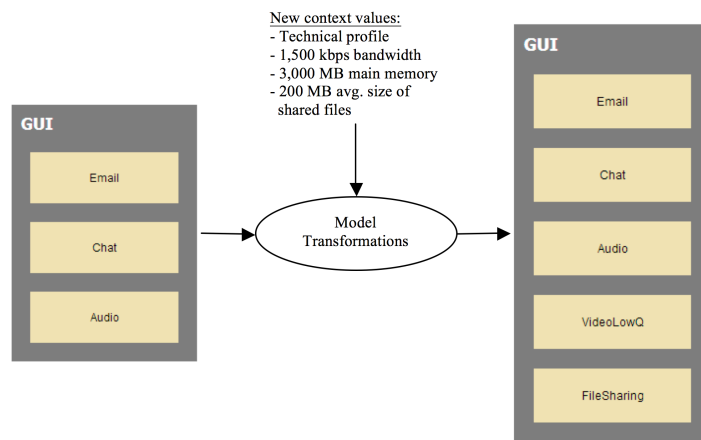 New context values:
- Technical profile
- 1,500 kbps bandwidth
- 3,000 MB main memory
- 200 MB avg. size of
shared files
GUI
Email
Chat
Audio
Model
Transformations
GUI
Email
Chat
Audio
VideoLowQ
FileSharing